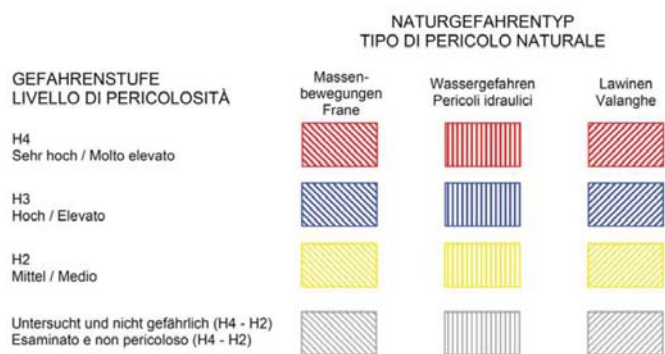 NATURGEFAHRENTYP
TIPO DI PERICOLO NATURALE
GEFAHRENSTUFE
LIVELLO DI PERICOLOSITÀ
Massen-
bewegungen
Frane
Wassergefahren
Pericoli idraulici
Lawinen
Valanghe
H4
Sehr hoch / Molto elevato
H3
Hoch / Elevato
H2
Mittel / Medio
Untersucht und nicht gefährlich (H4 - H2)
Esaminato e non pericoloso (H4 - H2)